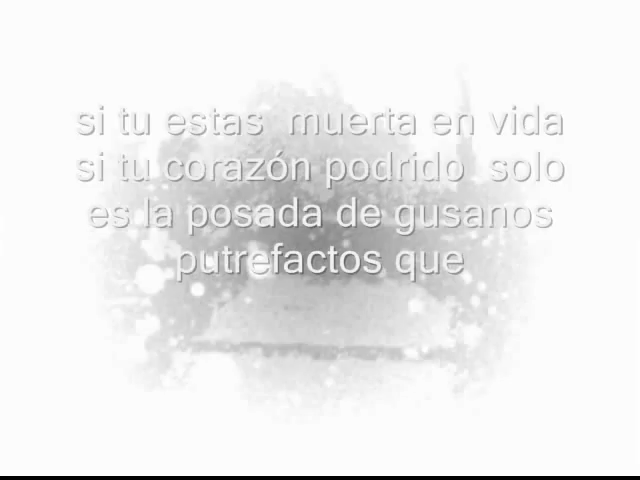 si tu estas muerta en vida
si tu corazón podrido solo
es la posada de gusanos
putrefactos que